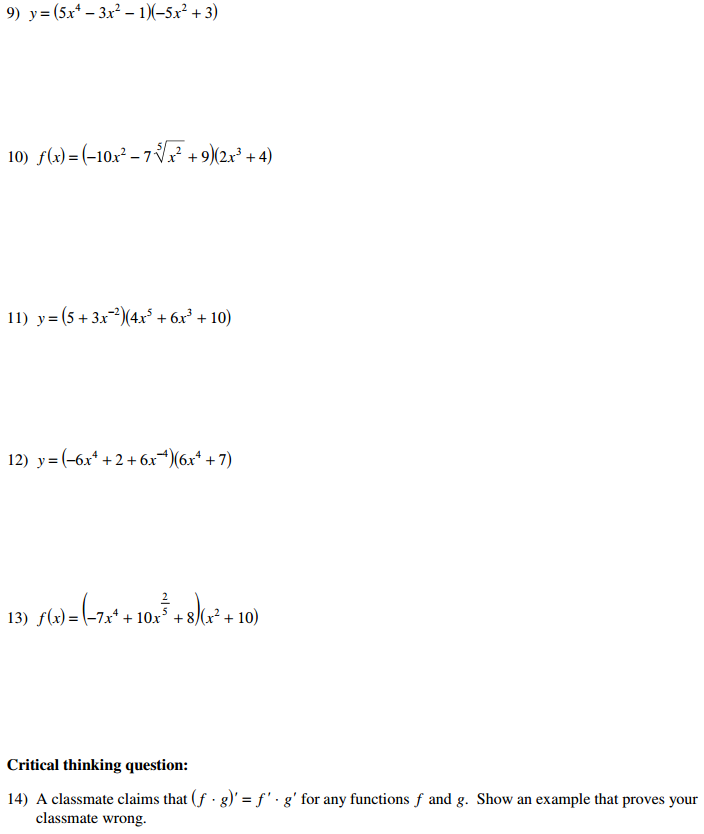 9) y = (5x⁴ – 3x² – 1)(–5x² + 3)
10) f(x) = (–10x² – 7⁵√x² + 9)(2x³ + 4)
11) y = (5 + 3x⁻²)(4x⁵ + 6x³ + 10)
12) y = (–6x⁴ + 2 + 6x⁻⁴)(6x⁴ + 7)
13) f(x) = (–7x⁴ + 10x^(2/5) + 8)(x² + 10)
Critical thinking question:
14) A classmate claims that (f · g)' = f' · g' for any functions f and g. Show an example that proves your
classmate wrong.